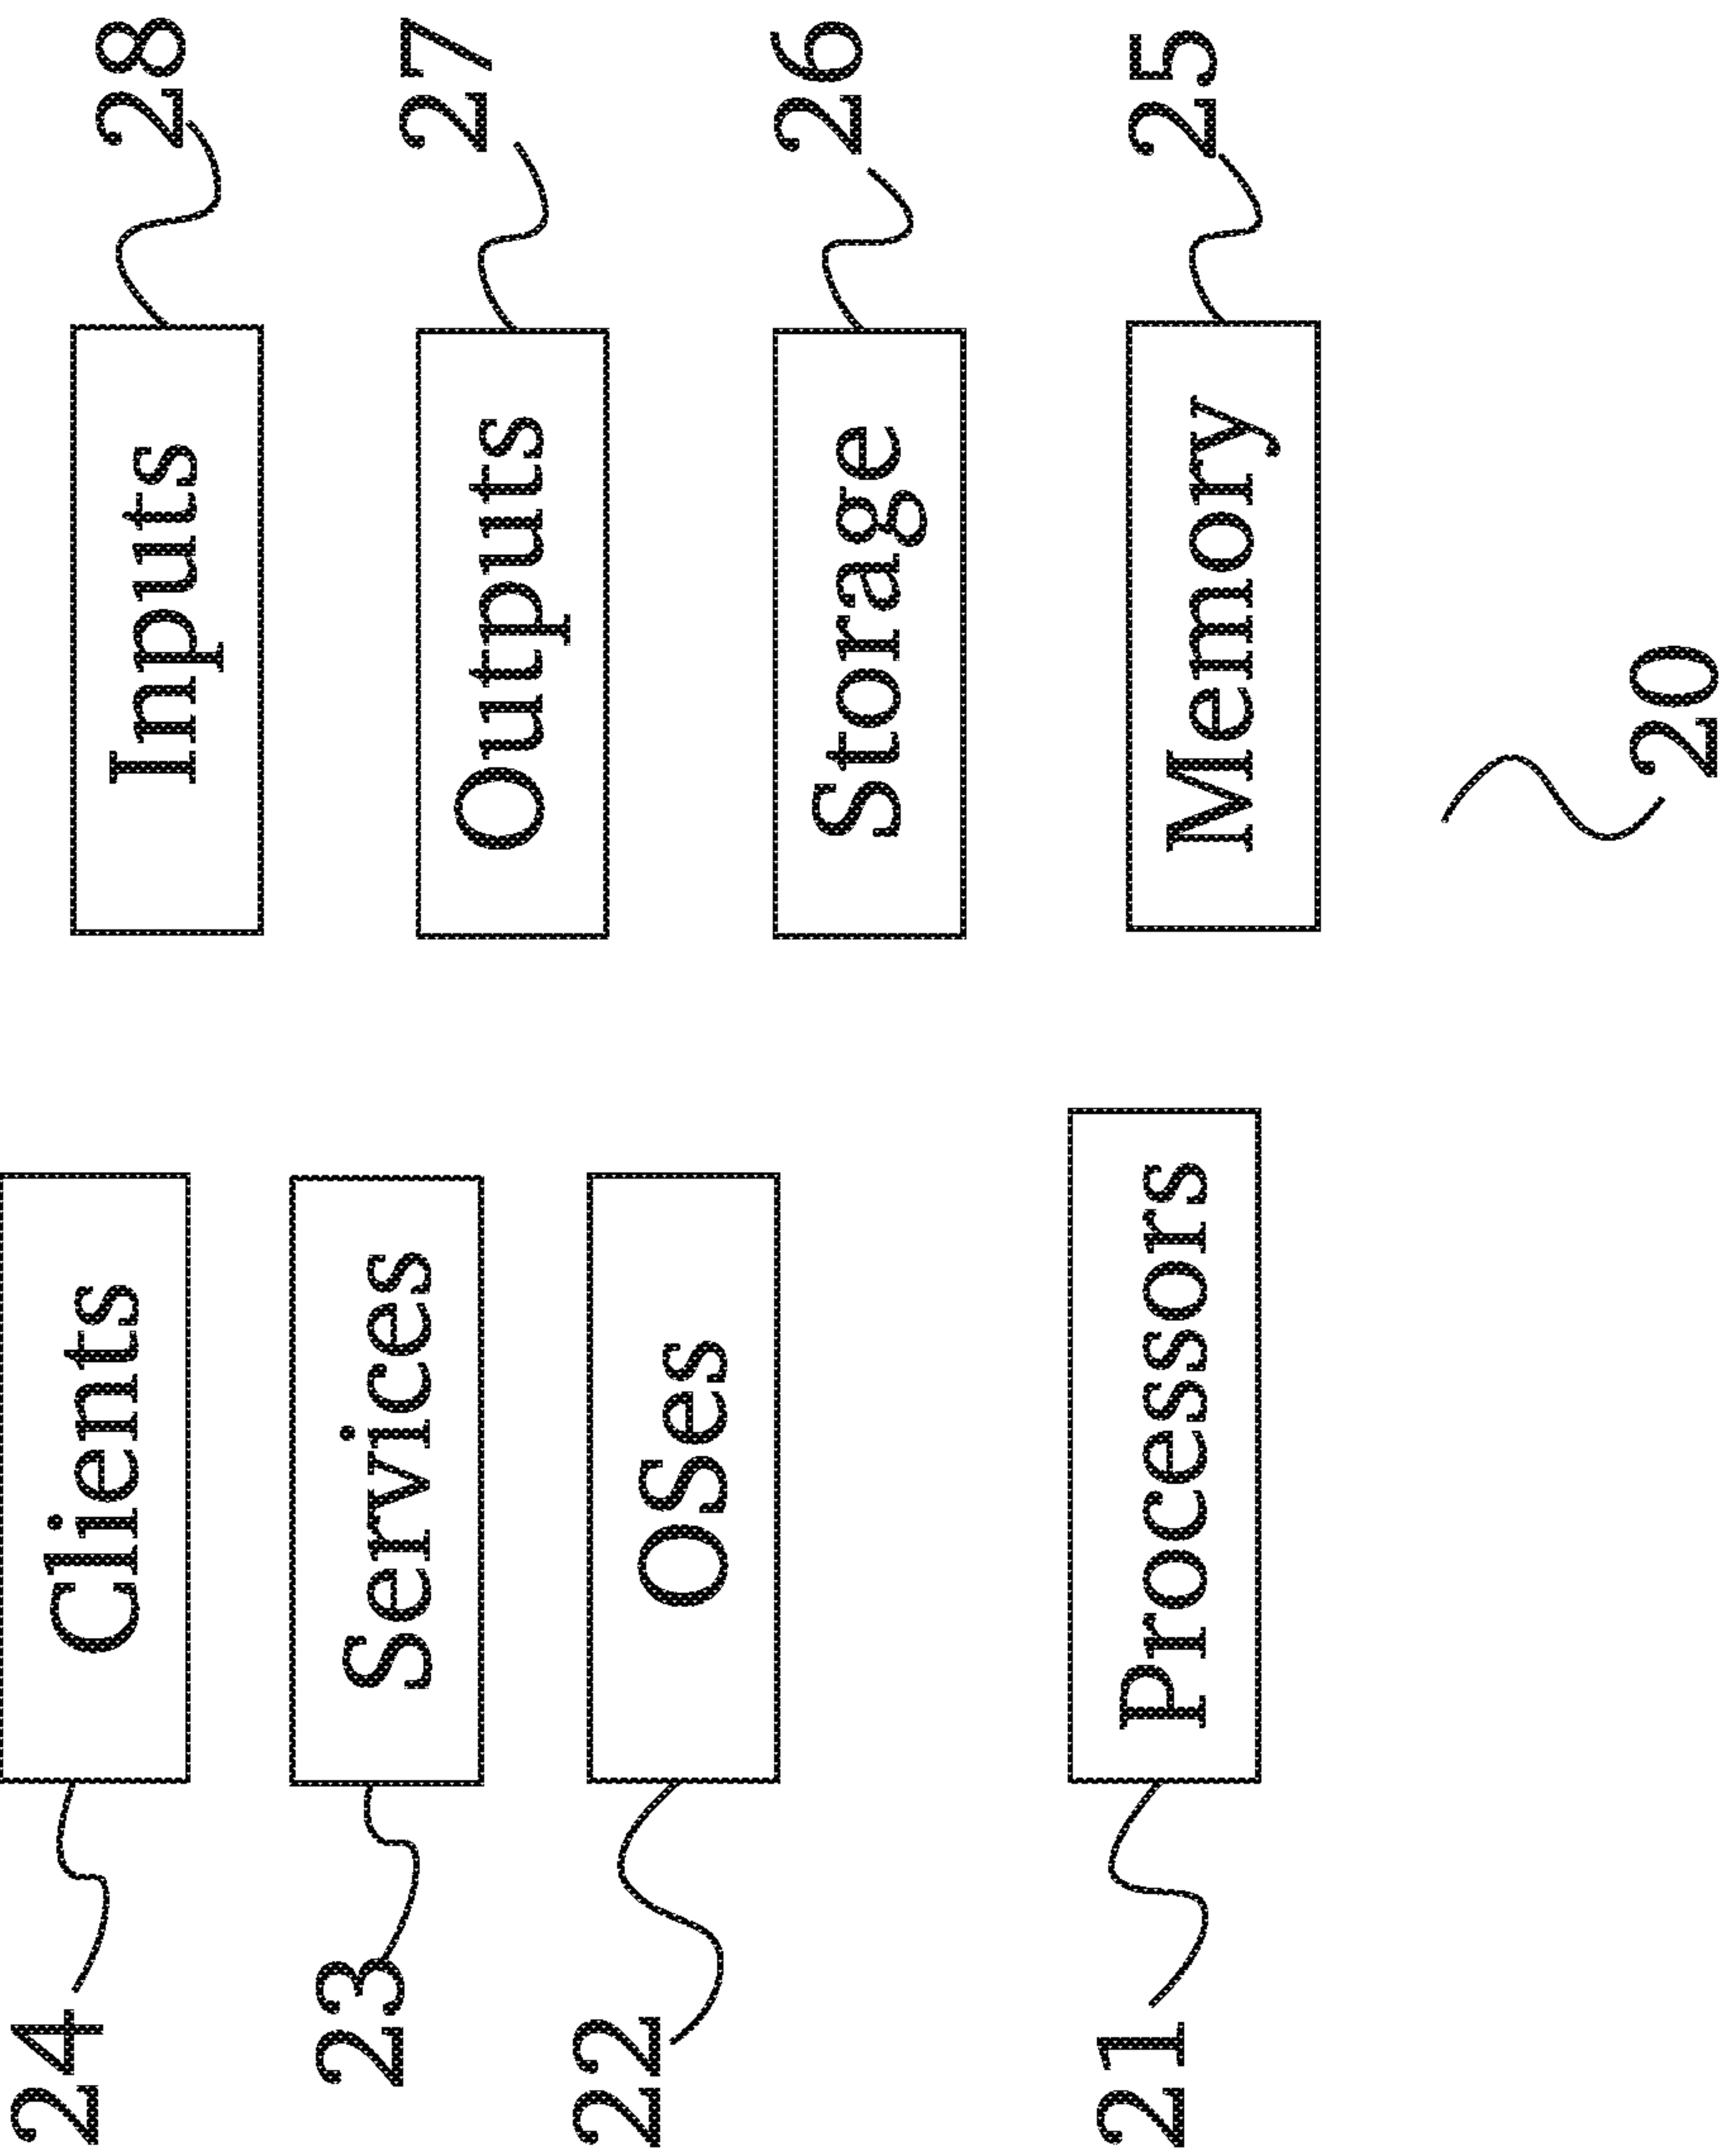 24 Clients
Inputs 28
23 Services
Outputs 27
22 OSes
Storage 26
21 Processors
Memory 25
20